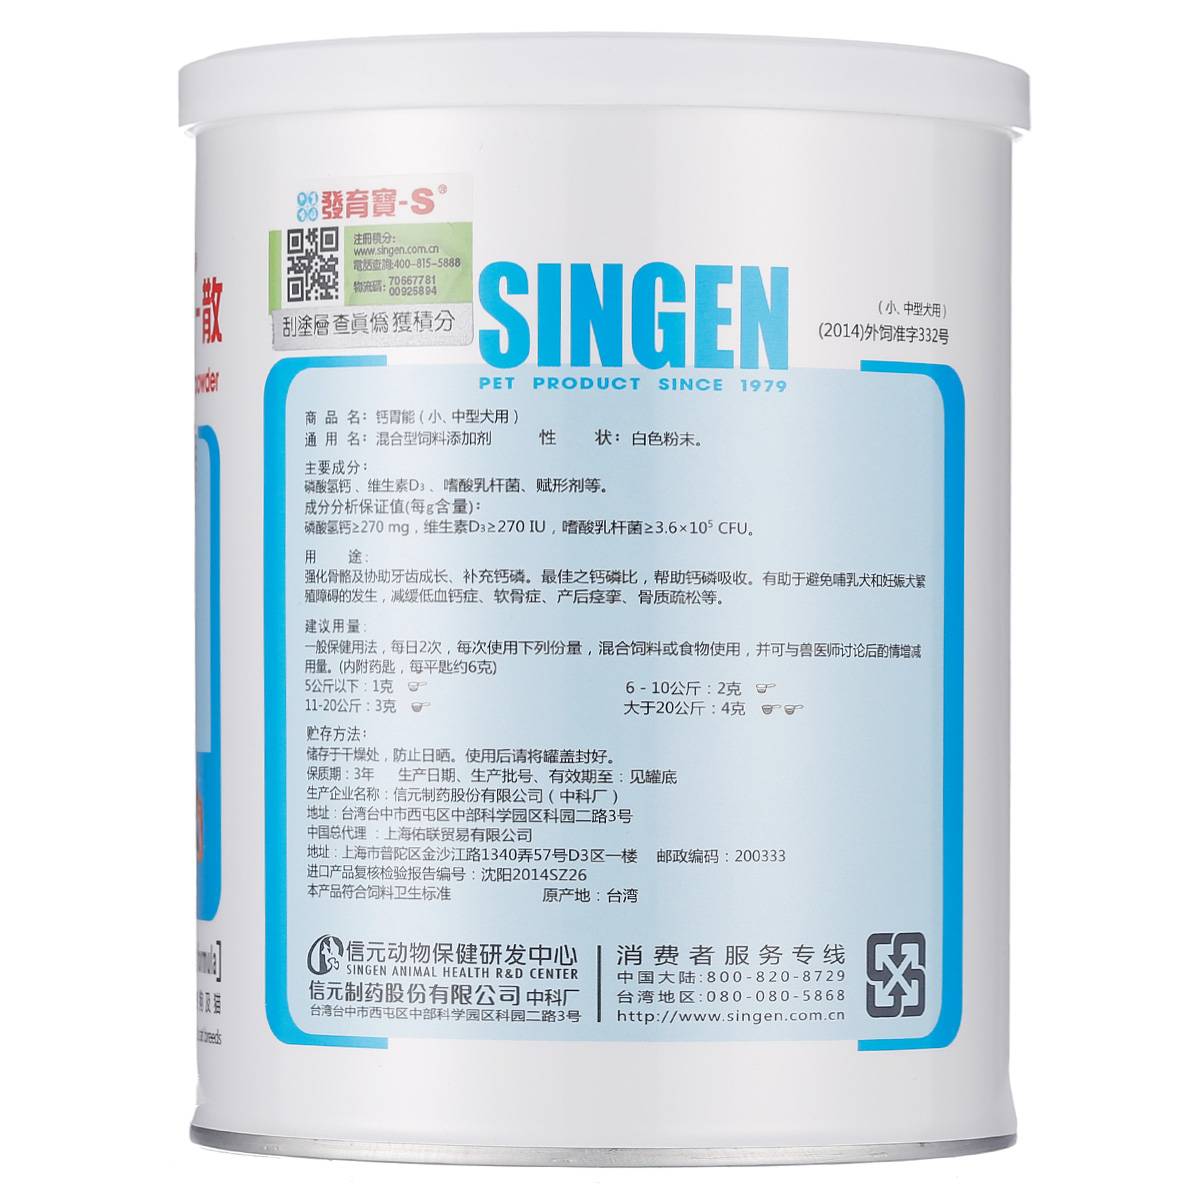 發育寶-S®
注冊積分:
www.singen.com.cn
電話查詢:400-815-5888
物流碼: 70667781
00925894
刮塗層查真偽獲積分
散
powder
SINGEN
PET PRODUCT SINCE 1979
(小、中型犬用)
(2014)外饲准字332号
商 品 名: 钙胃能(小、中型犬用)
通 用 名: 混合型饲料添加剂 性 状: 白色粉末。
主要成分:
磷酸氢钙、维生素D3、嗜酸乳杆菌、赋形剂等。
成分分析保证值(每g含量):
磷酸氢钙≥270 mg,维生素D3≥270 IU,嗜酸乳杆菌≥3.6×10⁵ CFU。
用 途:
强化骨骼及协助牙齿成长、补充钙磷。最佳之钙磷比,帮助钙磷吸收。有助于避免哺乳犬和妊娠犬繁
殖障碍的发生,减缓低血钙症、软骨症、产后痉挛、骨质疏松等。
建议用量:
一般保健用法,每日2次,每次使用下列份量,混合饲料或食物使用,并可与兽医师讨论后酌情增减
用量。(内附药匙,每平匙约6克)
5公斤以下:1克 6-10公斤:2克
11-20公斤:3克 大于20公斤:4克
贮存方法:
储存于干燥处,防止日晒。使用后请将罐盖封好。
保质期:3年 生产日期、生产批号、有效期至:见罐底
生产企业名称:信元制药股份有限公司(中科厂)
地址:台湾台中市西屯区中部科学园区科园二路3号
中国总代理:上海佑联贸易有限公司
地址:上海市普陀区金沙江路1340弄57号D3区一楼 邮政编码:200333
进口产品复核检验报告编号:沈阳2014SZ26
本产品符合饲料卫生标准 原产地:台湾
信元动物保健研发中心
SINGEN ANIMAL HEALTH R&D CENTER
信元制药股份有限公司 中科厂
台湾台中市西屯区中部科学园区科园二路3号
消费者服务专线
中国大陆:800-820-8729
台湾地区:080-080-5868
http://www.singen.com.cn
formula]
及猫
cat breeds